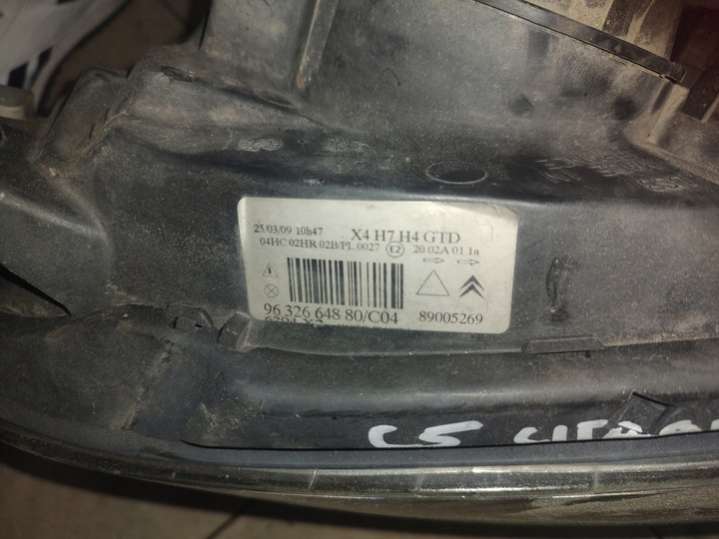 23/03/09 10h47 X4 H7 H4 GTD
04HC 02HR 02B/PL 0027 E2 20 02A 01 1a
96 326 648 80/C04 89005269
C5